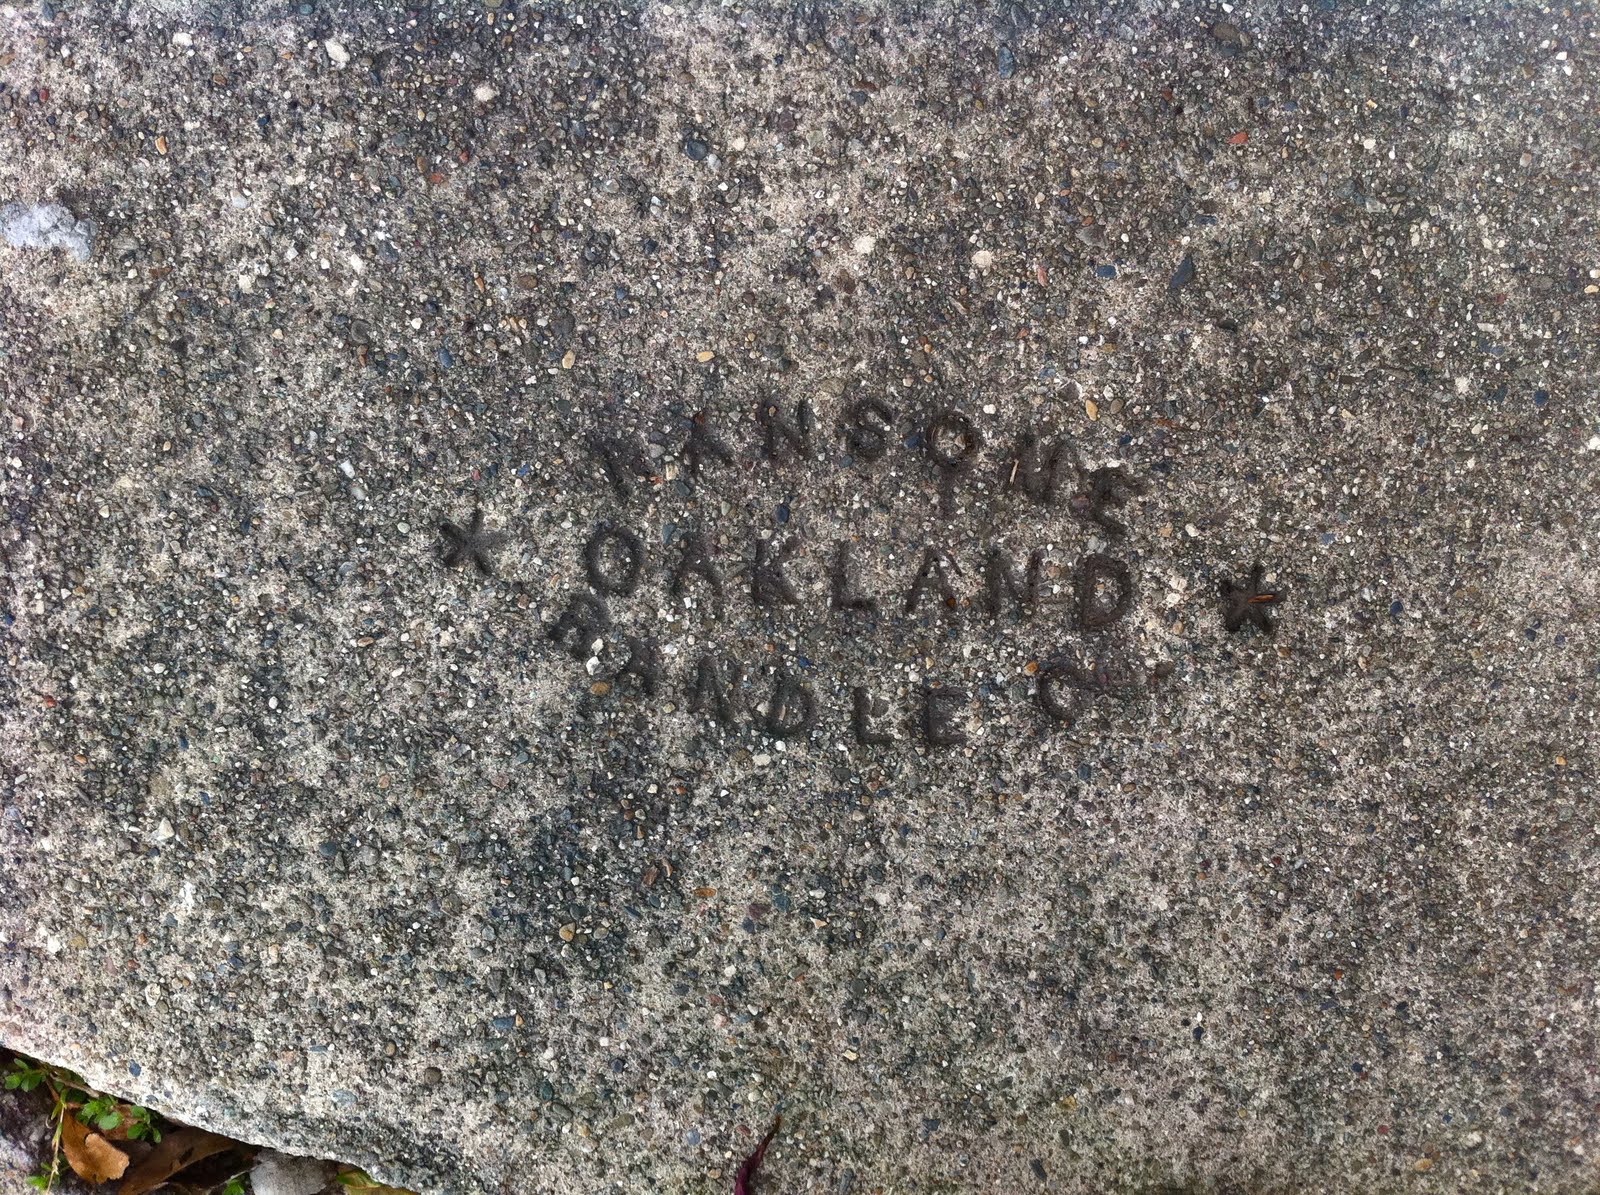 RANSOME
* OAKLAND *
RANDLE Co